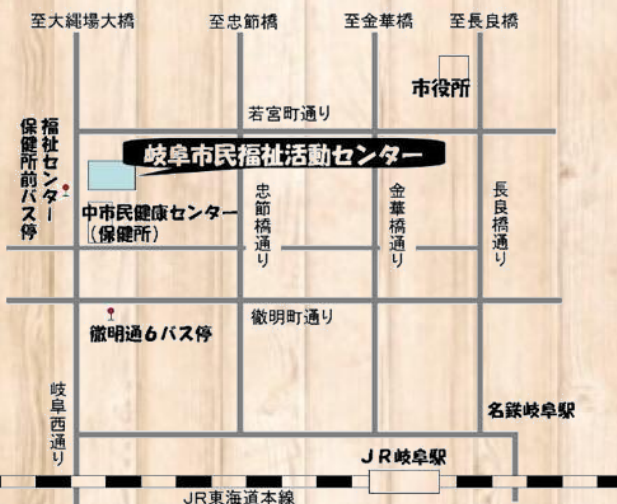 至大縄場大橋
至忠節橋
至金華橋
至長良橋
市役所
若宮町通り
福祉センター
保健所前バス停
岐阜市民福祉活動センター
中市民健康センター
(保健所)
忠節橋通り
金華橋通り
長良橋通り
徹明町通り
徹明通6バス停
岐阜西通り
名鉄岐阜駅
JR岐阜駅
JR東海道本線